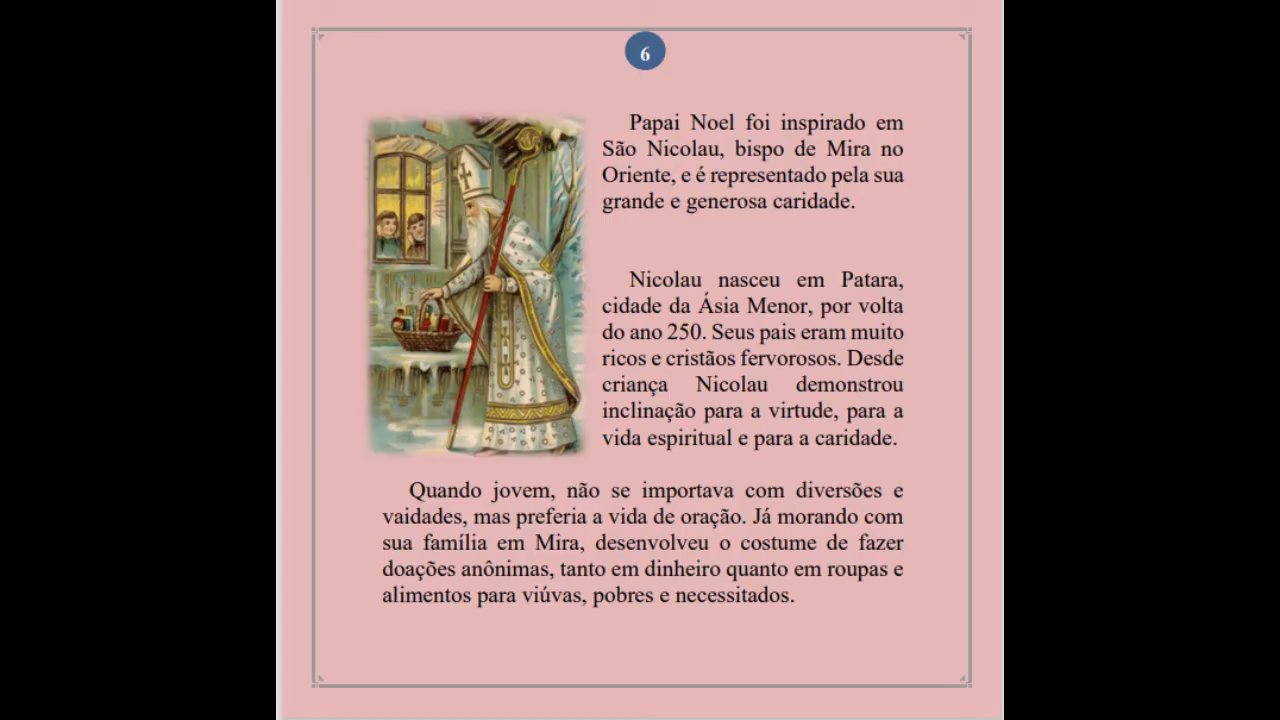 6
Papai Noel foi inspirado em
São Nicolau, bispo de Mira no
Oriente, e é representado pela sua
grande e generosa caridade.
Nicolau nasceu em Patara,
cidade da Ásia Menor, por volta
do ano 250. Seus pais eram muito
ricos e cristãos fervorosos. Desde
criança Nicolau demonstrou
inclinação para a virtude, para a
vida espiritual e para a caridade.
Quando jovem, não se importava com diversões e
vaidades, mas preferia a vida de oração. Já morando com
sua família em Mira, desenvolveu o costume de fazer
doações anônimas, tanto em dinheiro quanto em roupas e
alimentos para viúvas, pobres e necessitados.